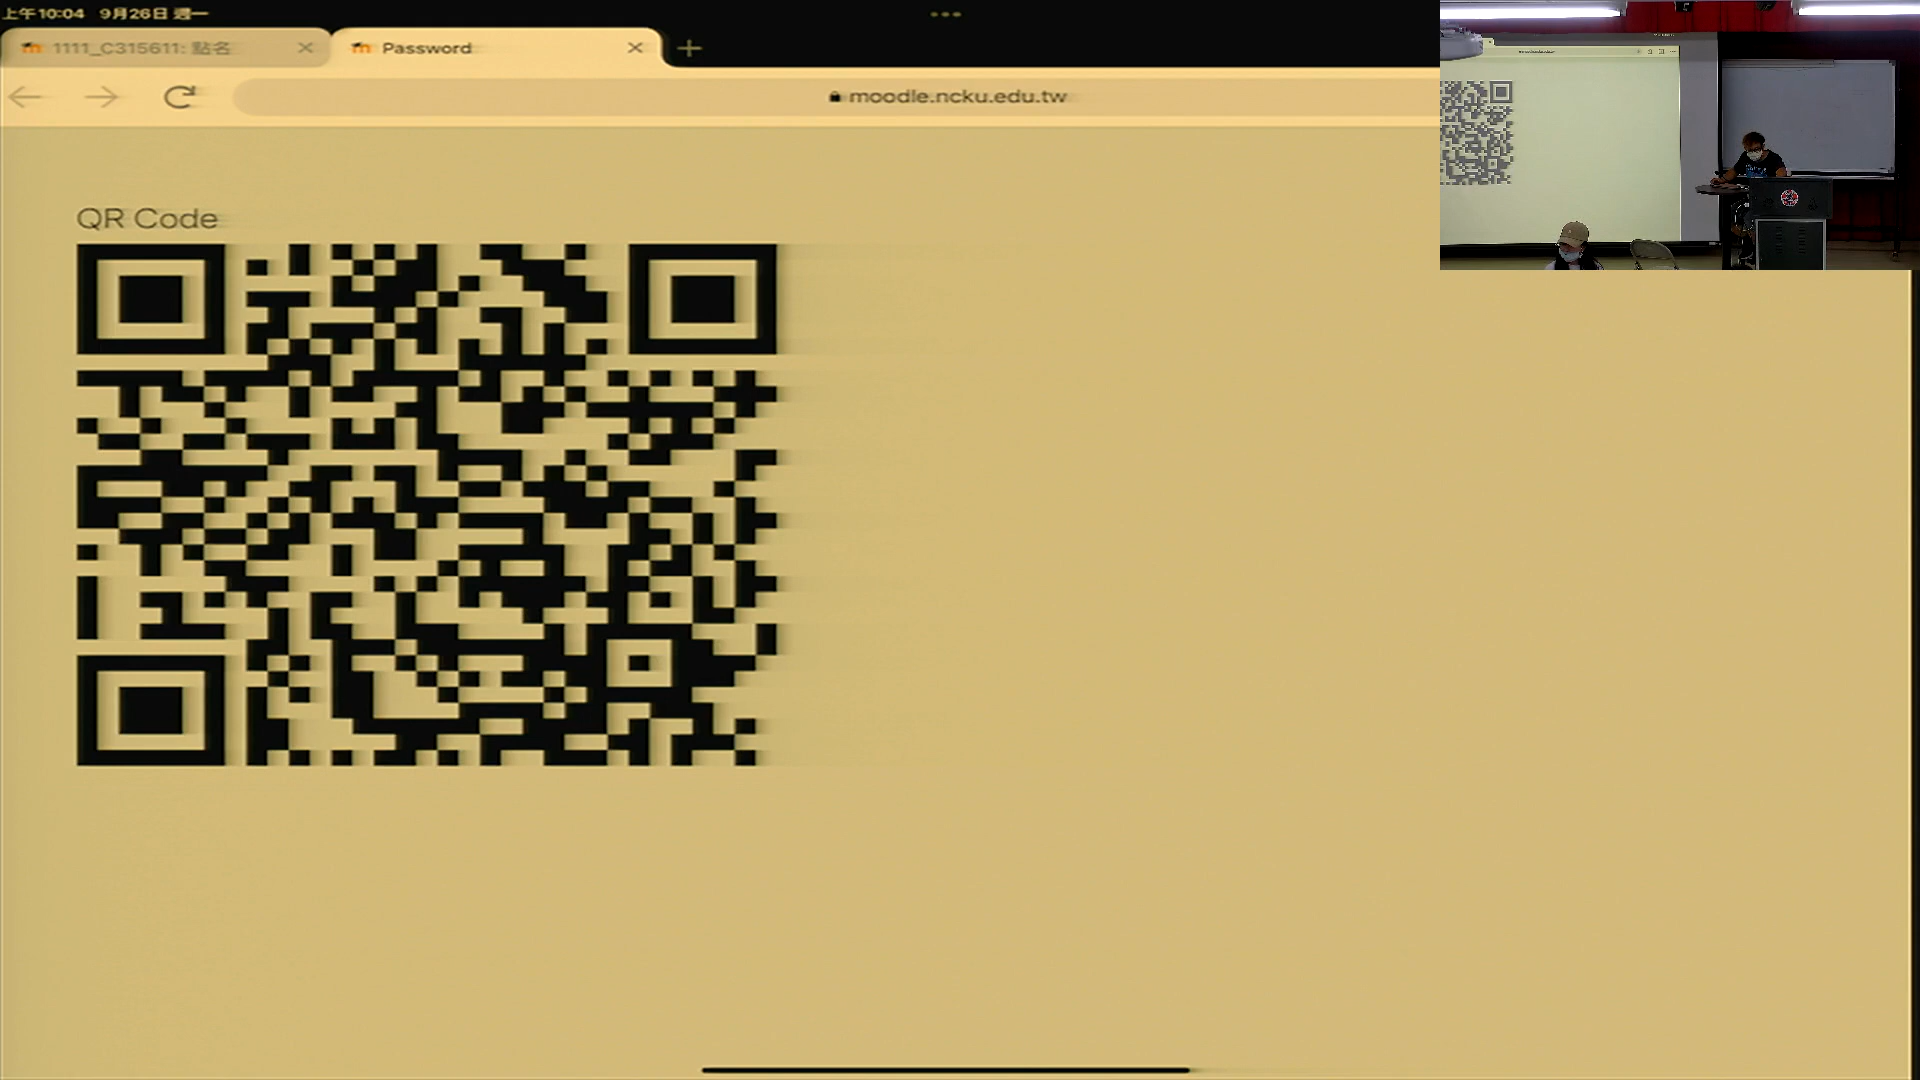 上午10:04 9月26日 週一
1111_C315611: 點名
Password
moodle.ncku.edu.tw
QR Code